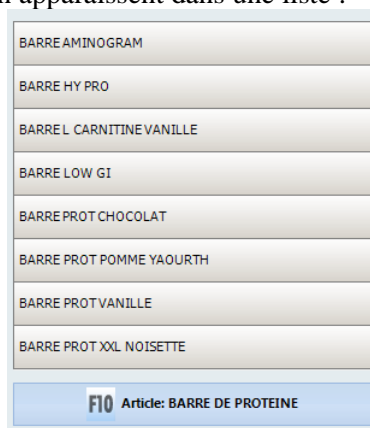 n apparaissent dans une liste :
BARRE AMINOGRAM
BARRE HY PRO
BARRE L CARNITINE VANILLE
BARRE LOW GI
BARRE PROT CHOCOLAT
BARRE PROT POMME YAOURTH
BARRE PROT VANILLE
BARRE PROT XXL NOISETTE
F10 Article: BARRE DE PROTEINE